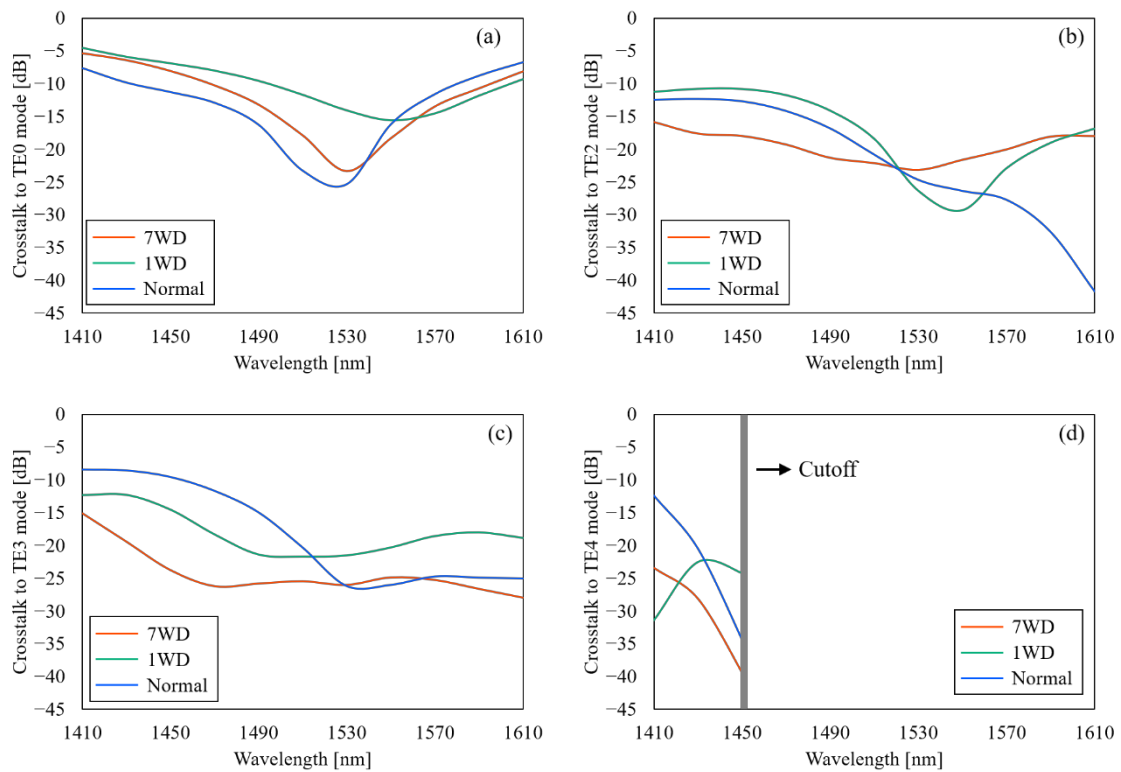 (a)
Crosstalk to TE0 mode [dB]
0
−5
−10
−15
−20
−25
−30
−35
−40
−45
7WD
1WD
Normal
1410 1450 1490 1530 1570 1610
Wavelength [nm]
(b)
Crosstalk to TE2 mode [dB]
0
−5
−10
−15
−20
−25
−30
−35
−40
−45
7WD
1WD
Normal
1410 1450 1490 1530 1570 1610
Wavelength [nm]
(c)
Crosstalk to TE3 mode [dB]
0
−5
−10
−15
−20
−25
−30
−35
−40
−45
7WD
1WD
Normal
1410 1450 1490 1530 1570 1610
Wavelength [nm]
(d)
Crosstalk to TE4 mode [dB]
0
−5
−10
−15
−20
−25
−30
−35
−40
−45
Cutoff
7WD
1WD
Normal
1410 1450 1490 1530 1570 1610
Wavelength [nm]